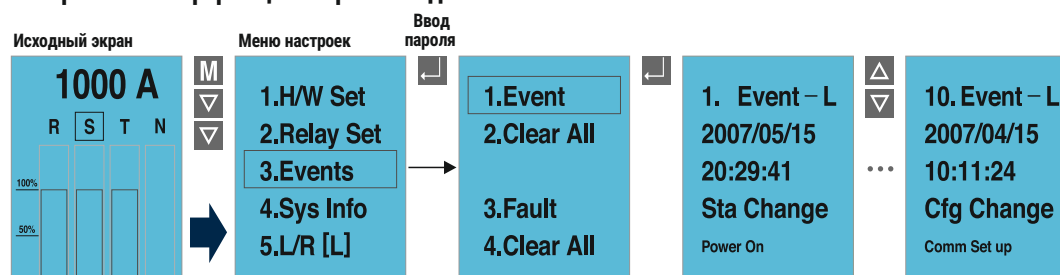 Ввод
Исходный экран
Меню настроек
пароля
1000 A
R S T N
100%
50%
M
1.H/W Set
2.Relay Set
3.Events
4.Sys Info
5.L/R [L]
1.Event
2.Clear All
3.Fault
4.Clear All
1. Event – L
2007/05/15
20:29:41
Sta Change
Power On
...
10. Event – L
2007/04/15
10:11:24
Cfg Change
Comm Set up